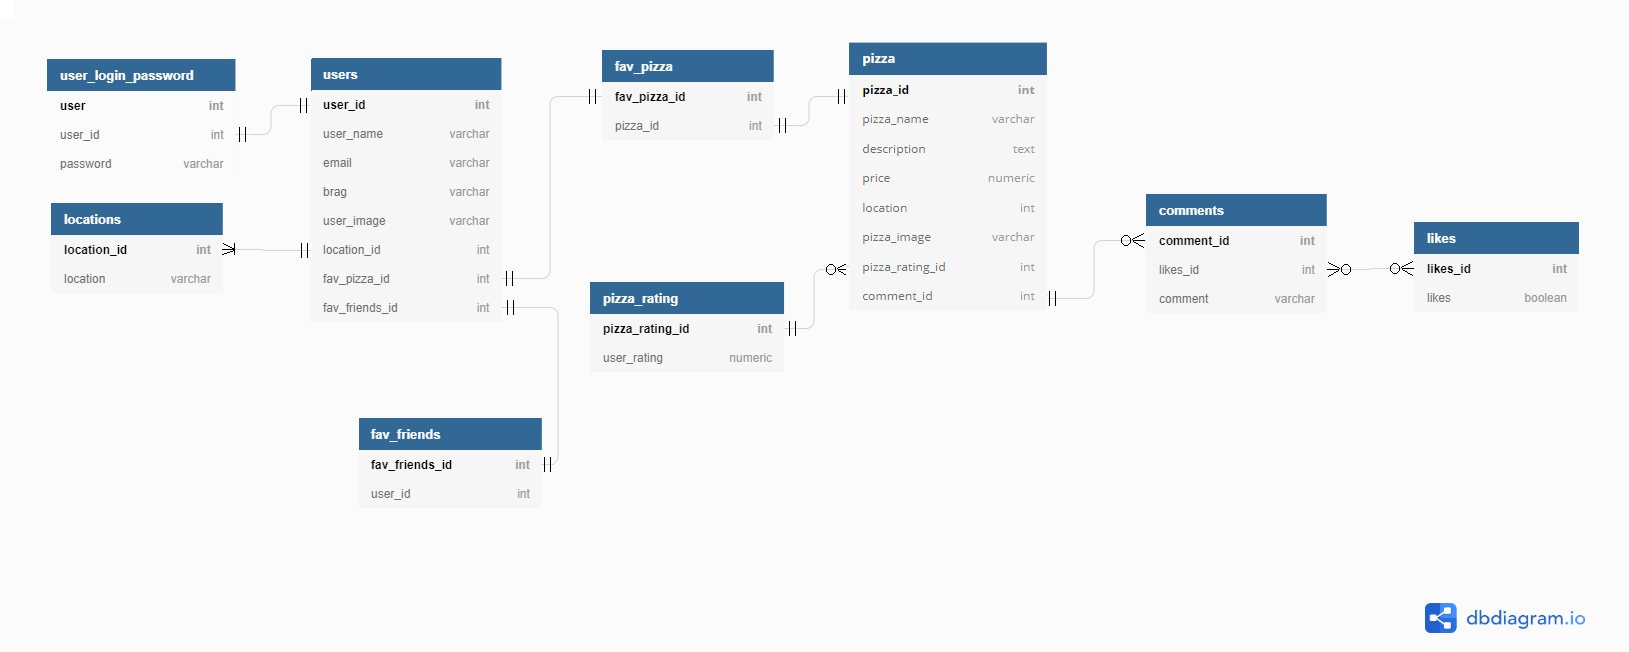 user_login_password
user int
user_id int
password varchar
locations
location_id int
location varchar
users
user_id int
user_name varchar
email varchar
brag varchar
user_image varchar
location_id int
fav_pizza_id int
fav_friends_id int
fav_friends
fav_friends_id int
user_id int
fav_pizza
fav_pizza_id int
pizza_id int
pizza_rating
pizza_rating_id int
user_rating numeric
pizza
pizza_id int
pizza_name varchar
description text
price numeric
location int
pizza_image varchar
pizza_rating_id int
comment_id int
comments
comment_id int
likes_id int
comment varchar
likes
likes_id int
likes boolean
dbdiagram.io